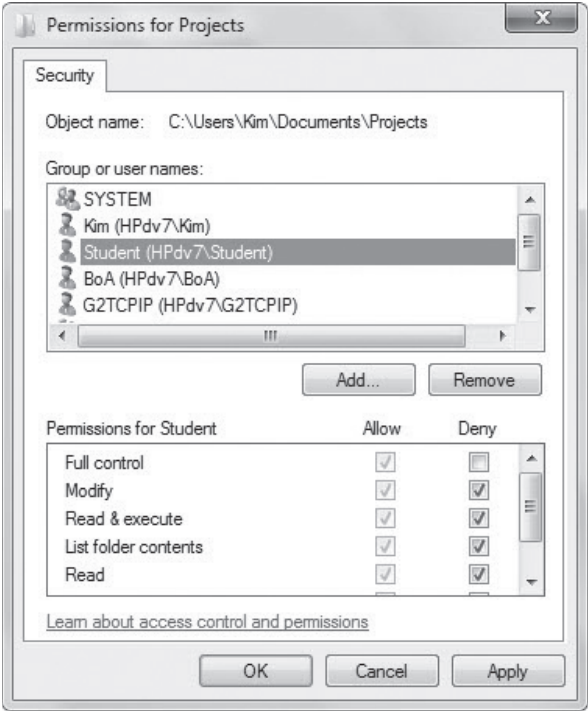 Permissions for Projects
Security
Object name: C:\Users\Kim\Documents\Projects
Group or user names:
SYSTEM
Kim (HPdv7\Kim)
Student (HPdv7\Student)
BoA (HPdv7\BoA)
G2TCPIP (HPdv7\G2TCPIP)
Add...
Remove
Permissions for Student Allow Deny
Full control
Modify
Read & execute
List folder contents
Read
Learn about access control and permissions
OK
Cancel
Apply